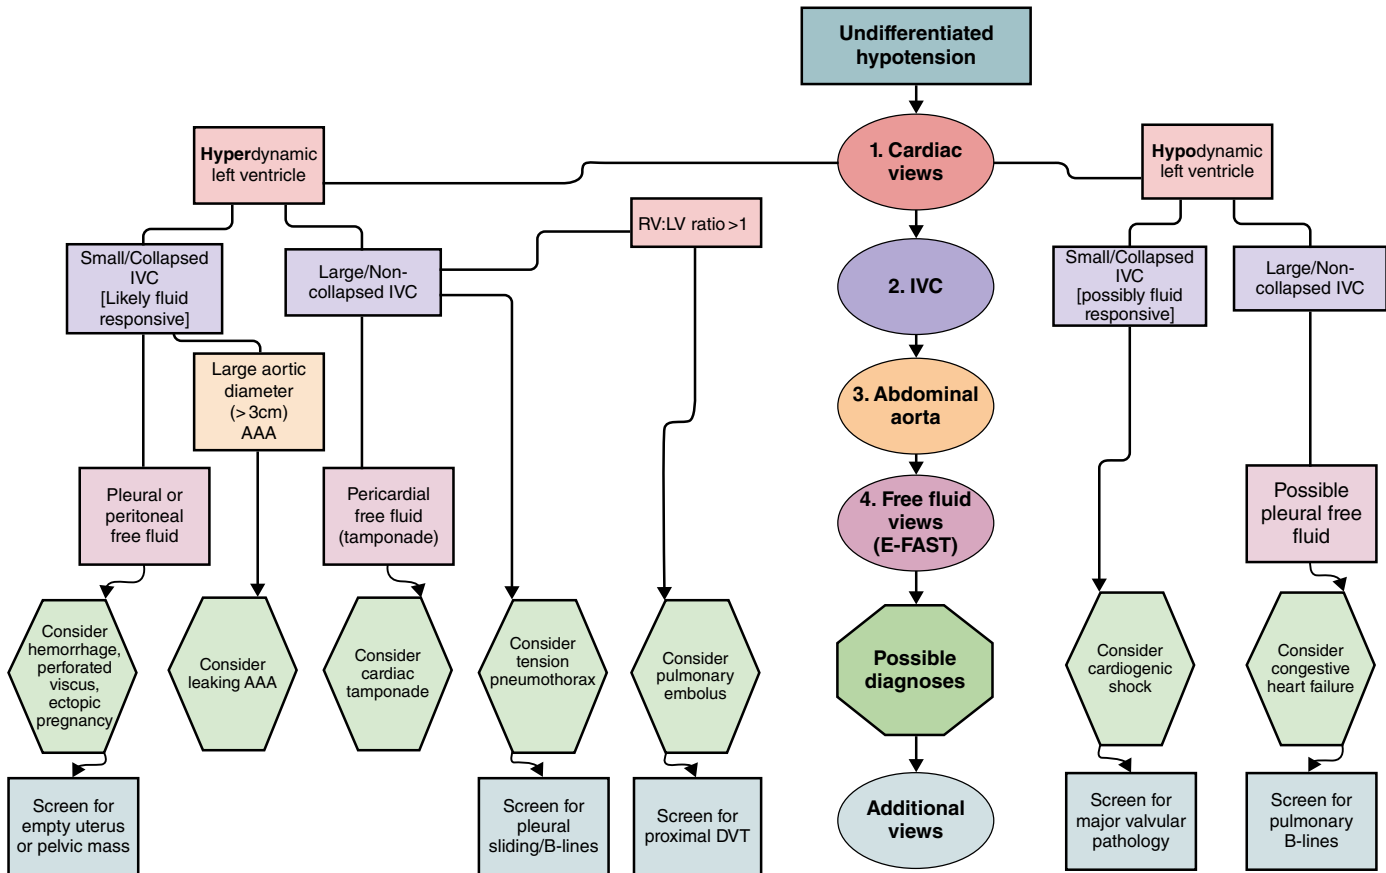 Undifferentiated
hypotension
1. Cardiac
views
Hyperdynamic
left ventricle
Hypodynamic
left ventricle
RV:LV ratio >1
Small/Collapsed
IVC
[Likely fluid
responsive]
Large/Non-
collapsed IVC
2. IVC
Small/Collapsed
IVC
[possibly fluid
responsive]
Large/Non-
collapsed IVC
Large aortic
diameter
(>3cm)
AAA
3. Abdominal
aorta
Pleural or
peritoneal
free fluid
Pericardial
free fluid
(tamponade)
4. Free fluid
views
(E-FAST)
Possible
pleural free
fluid
Consider
hemorrhage,
perforated
viscus,
ectopic
pregnancy
Consider
leaking AAA
Consider
cardiac
tamponade
Consider
tension
pneumothorax
Consider
pulmonary
embolus
Possible
diagnoses
Consider
cardiogenic
shock
Consider
congestive
heart failure
Screen for
empty uterus
or pelvic mass
Screen for
pleural
sliding/B-lines
Screen for
proximal DVT
Additional
views
Screen for
major valvular
pathology
Screen for
pulmonary
B-lines